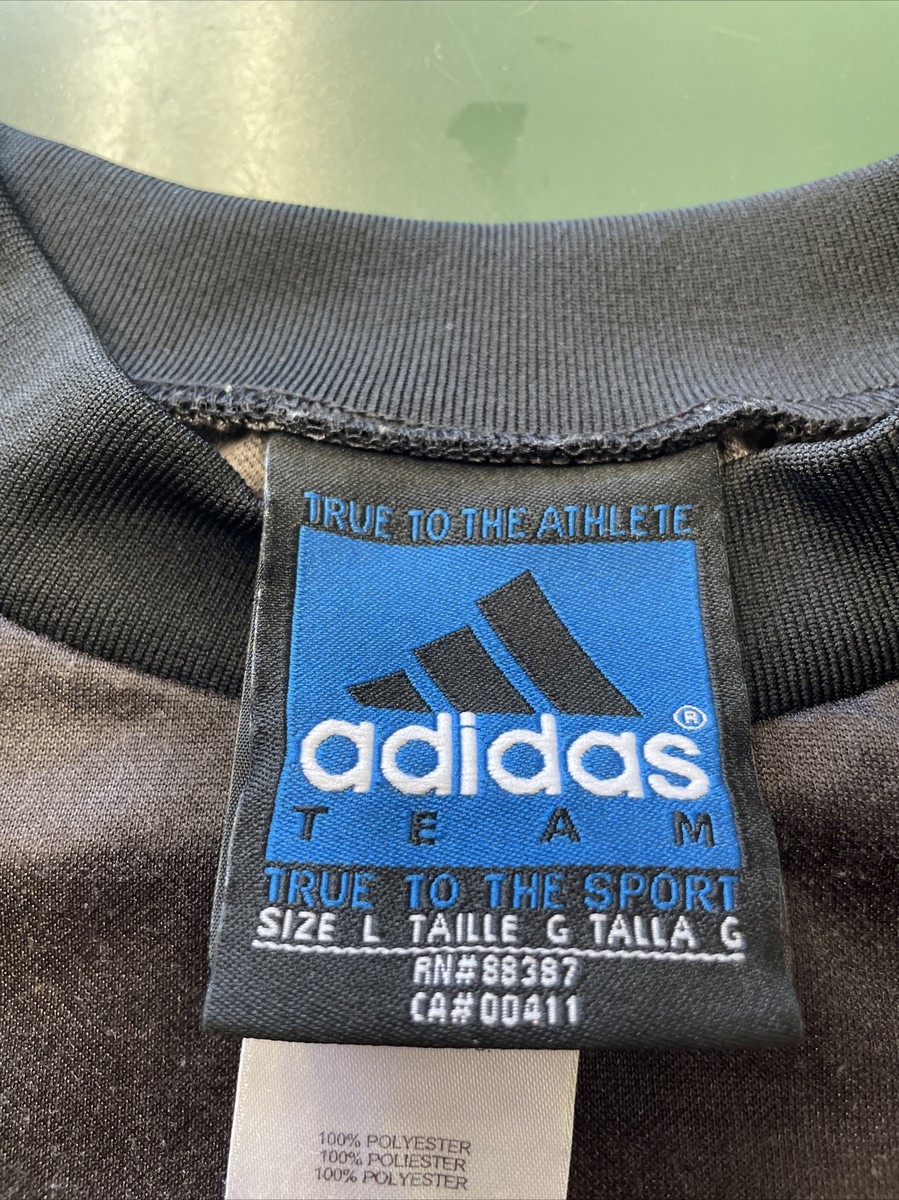 TRUE TO THE ATHLETE
adidas®
TEAM
TRUE TO THE SPORT
SIZE L TAILLE G TALLA G
RN#88387
CA#00411
100% POLYESTER
100% POLIESTER
100% POLYESTER